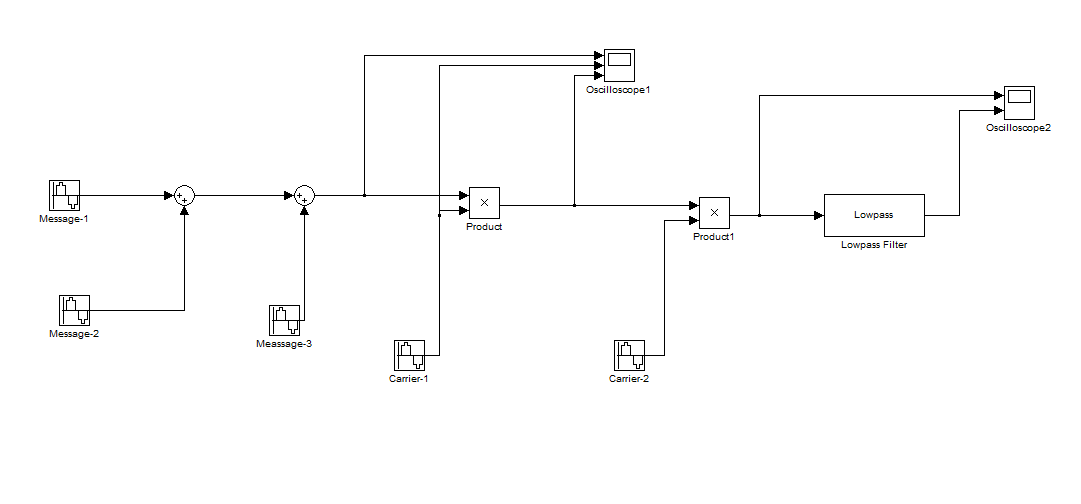 Oscilloscope1
Oscilloscope2
Message-1
Product
Product1
Lowpass
Lowpass Filter
Message-2
Meassage-3
Carrier-1
Carrier-2